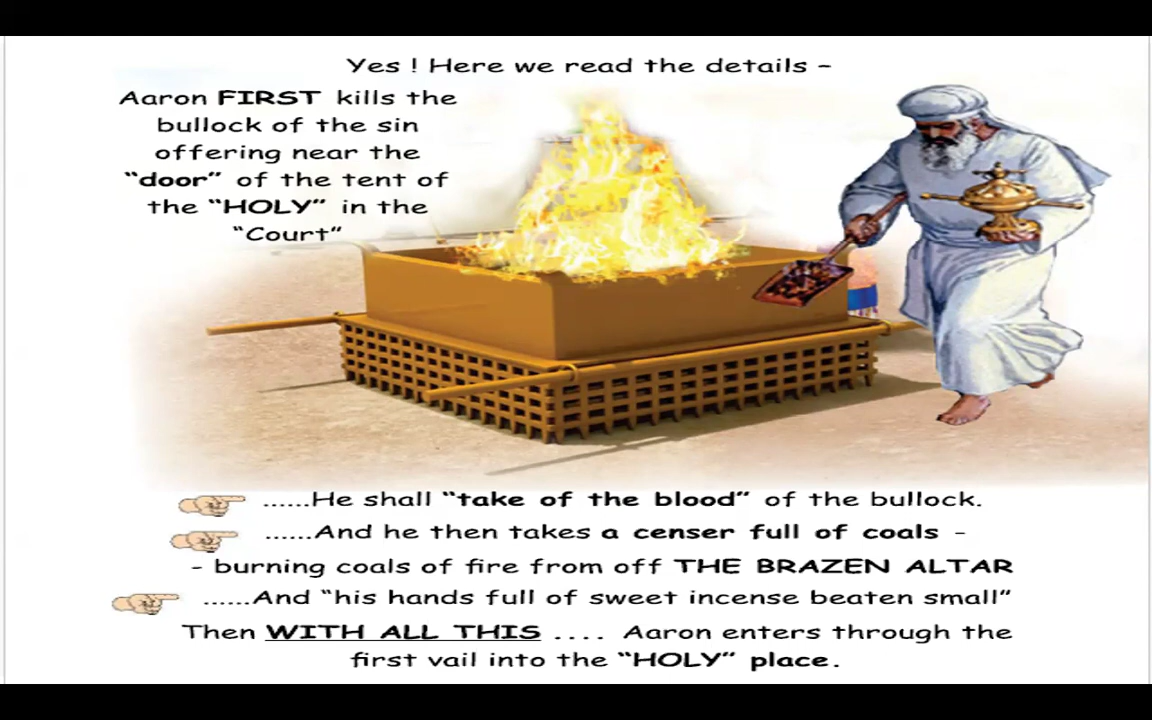 Yes ! Here we read the details –
Aaron FIRST kills the
bullock of the sin
offering near the
“door” of the tent of
the “HOLY” in the
“Court”
......He shall “take of the blood” of the bullock.
......And he then takes a censer full of coals -
- burning coals of fire from off THE BRAZEN ALTAR
......And “his hands full of sweet incense beaten small”
Then WITH ALL THIS .... Aaron enters through the
first vail into the “HOLY” place.